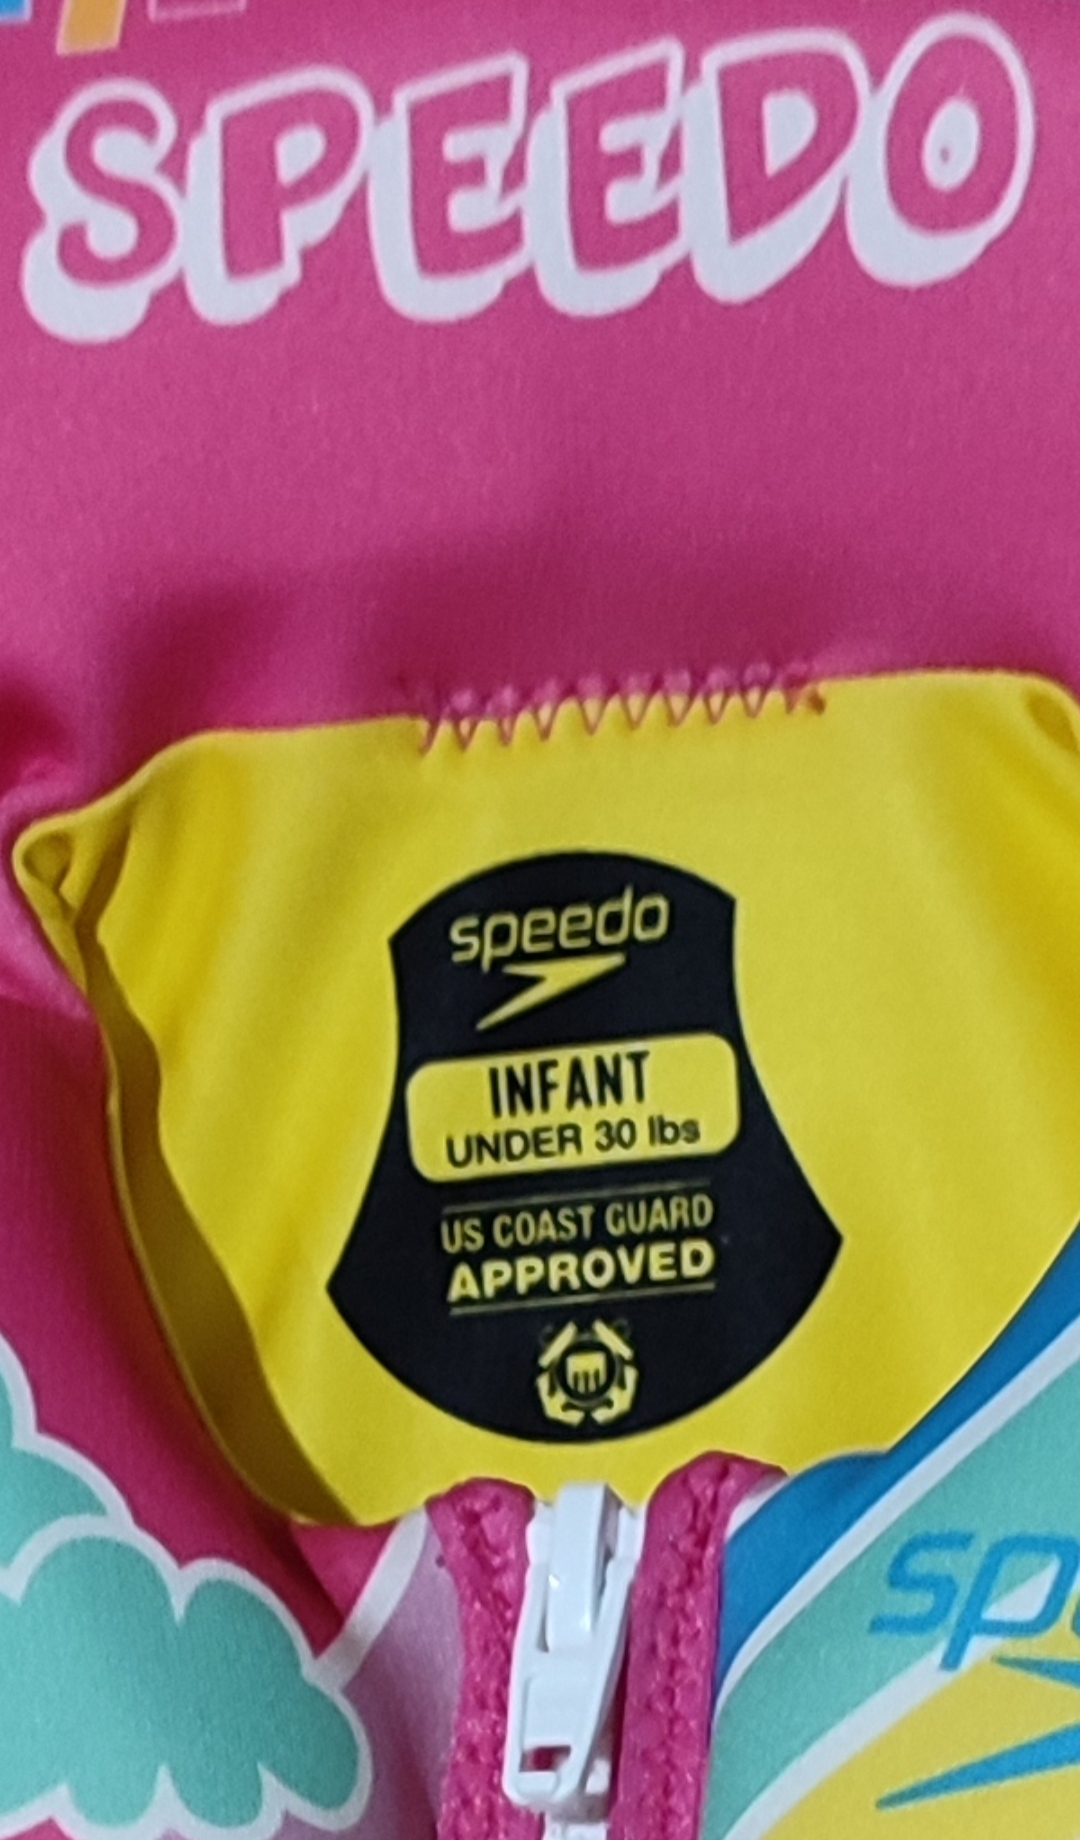 SPEEDO
speedo
INFANT
UNDER 30 lbs
US COAST GUARD
APPROVED